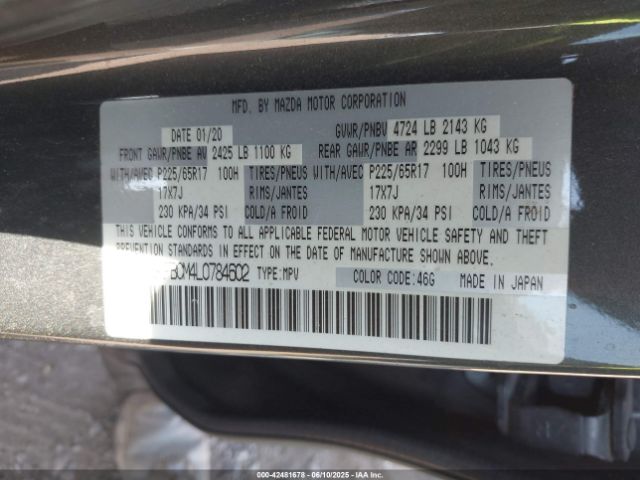 MFD. BY MAZDA MOTOR CORPORATION
DATE 01/20 GVWR/PNBV 4724 LB 2143 KG
FRONT GAWR/PNBE AV 2425 LB 1100 KG REAR GAWR/PNBE AR 2299 LB 1043 KG
WITH/AVEC P225/65R17 100H TIRES/PNEUS WITH/AVEC P225/65R17 100H TIRES/PNEUS
17X7J RIMS/JANTES 17X7J RIMS/JANTES
230 KPA/34 PSI COLD/A FROID 230 KPA/34 PSI COLD/A FROID
THIS VEHICLE CONFORMS TO ALL APPLICABLE FEDERAL MOTOR VEHICLE SAFETY AND THEFT
PREVENTION STANDARDS IN EFFECT ON THE DATE OF MANUFACTURE SHOWN ABOVE.
BCM4L0784502 TYPE:MPV COLOR CODE:46G MADE IN JAPAN
000-42481678 - 06/10/2025 - IAAI.COM